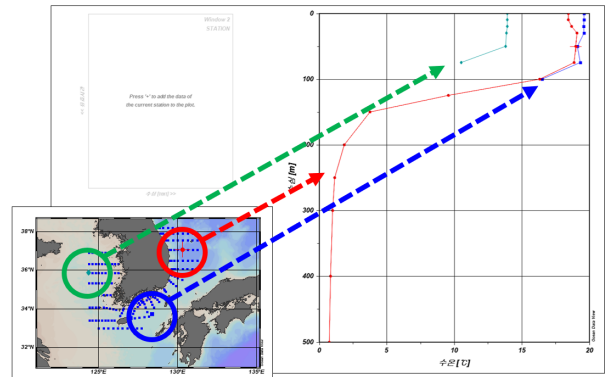 Window 2
STATION
Press '+' to add the data of
the current station to the plot.
0
100
200
300
400
500
수심 [m]
0
5
10
15
20
수온 [℃]
Ocean Data View
38°N
36°N
34°N
32°N
125°E
130°E
135°E